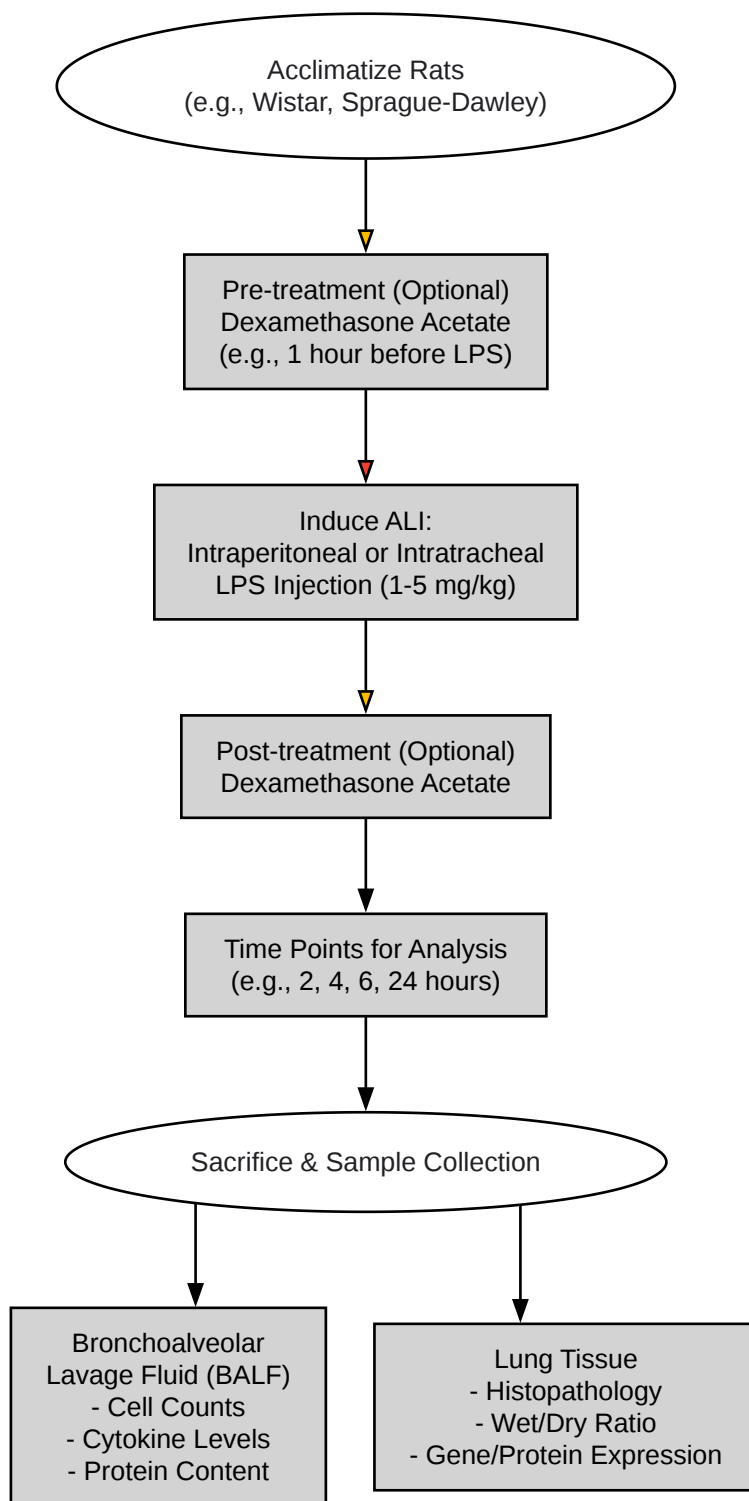 Acclimatize Rats
(e.g., Wistar, Sprague-Dawley)
Pre-treatment (Optional)
Dexamethasone Acetate
(e.g., 1 hour before LPS)
Induce ALI:
Intraperitoneal or Intratracheal
LPS Injection (1-5 mg/kg)
Post-treatment (Optional)
Dexamethasone Acetate
Time Points for Analysis
(e.g., 2, 4, 6, 24 hours)
Sacrifice & Sample Collection
Bronchoalveolar
Lavage Fluid (BALF)
- Cell Counts
- Cytokine Levels
- Protein Content
Lung Tissue
- Histopathology
- Wet/Dry Ratio
- Gene/Protein Expression